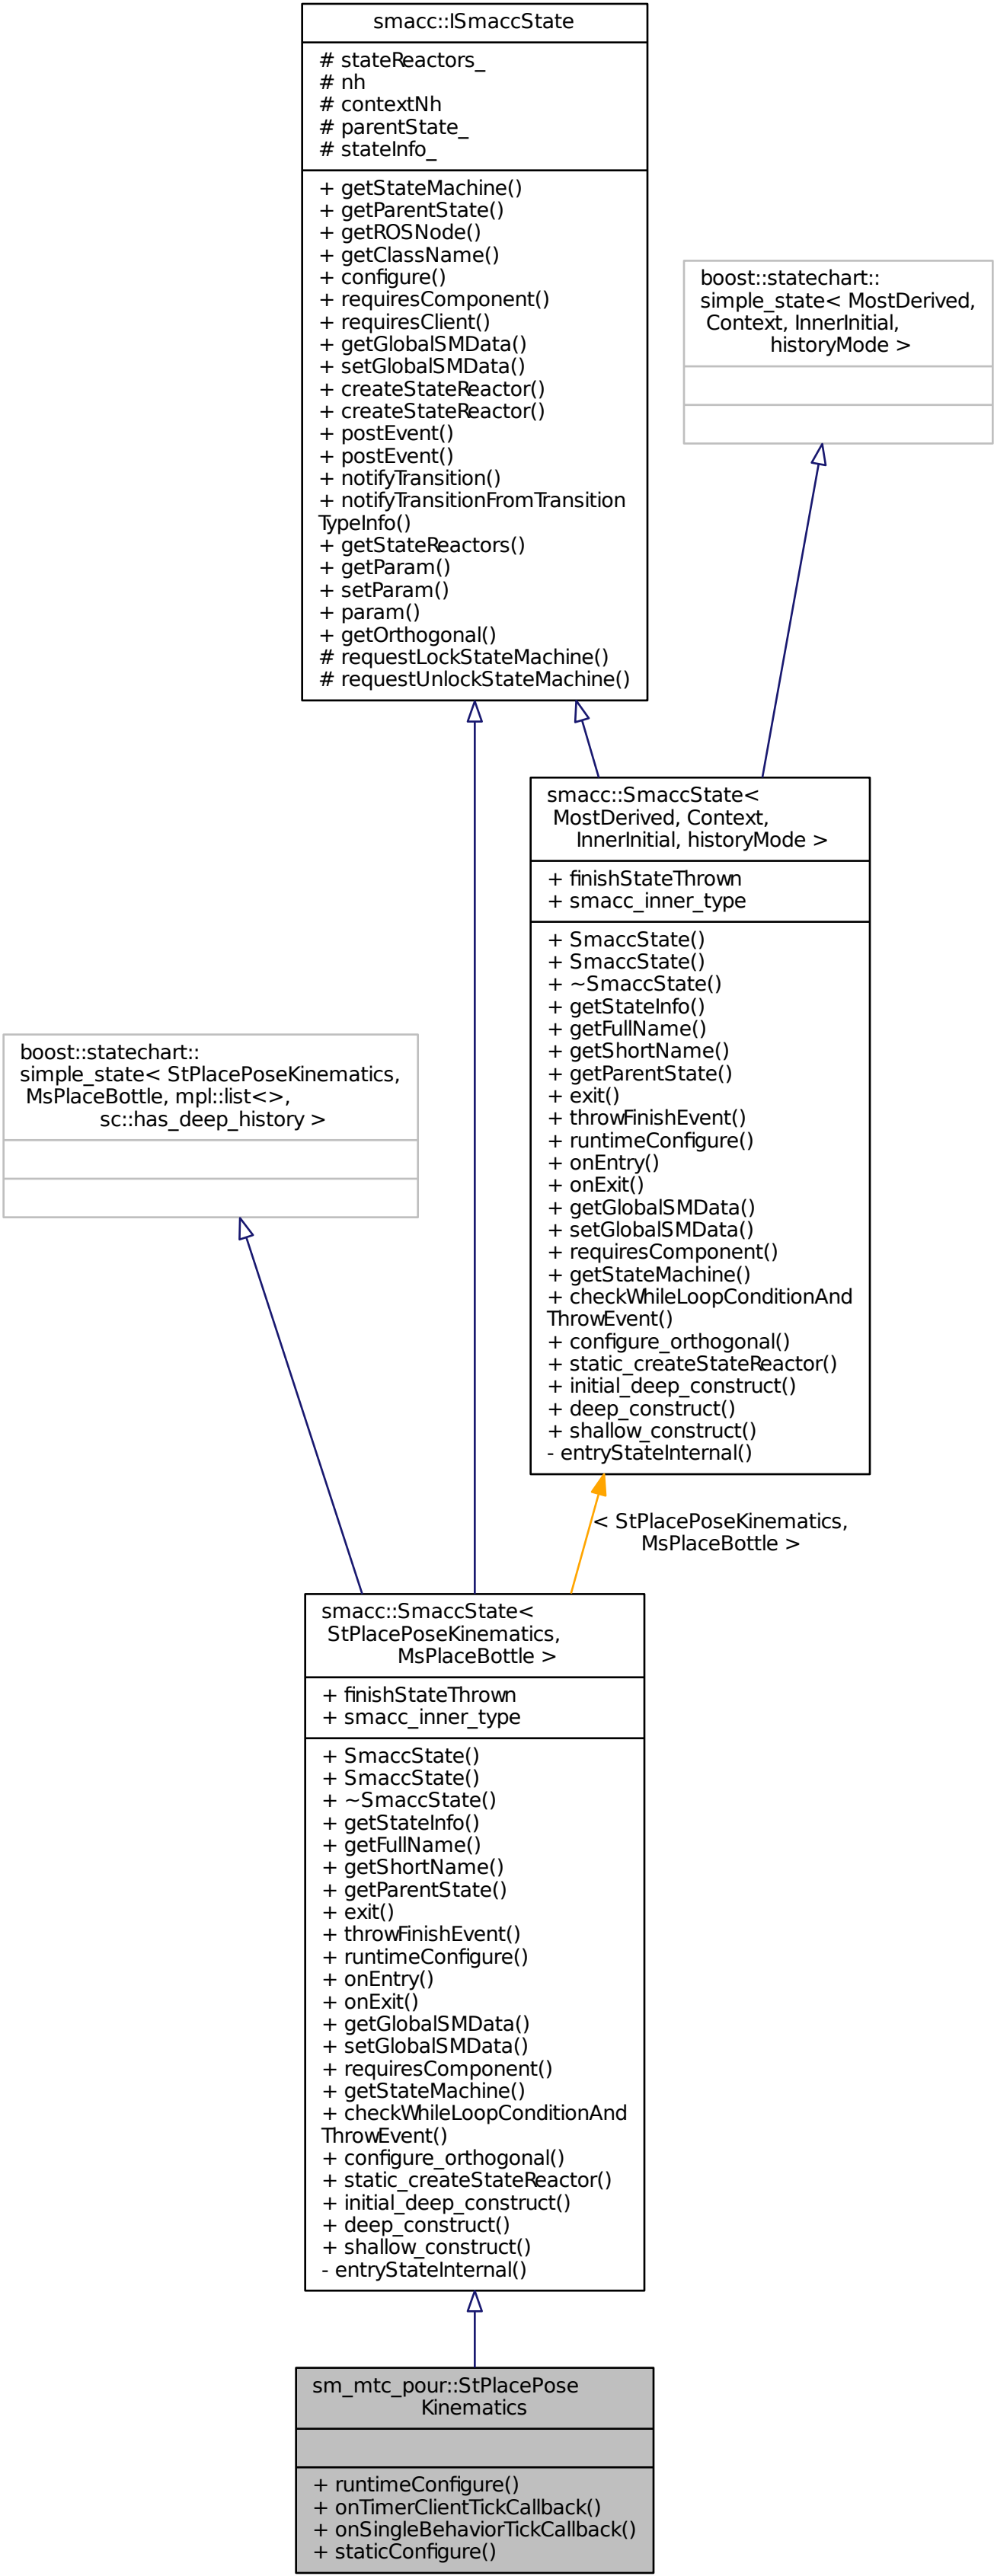 smacc::ISmaccState
# stateReactors_
# nh
# contextNh
# parentState_
# stateInfo_
+ getStateMachine()
+ getParentState()
+ getROSNode()
+ getClassName()
+ configure()
+ requiresComponent()
+ requiresClient()
+ getGlobalSMData()
+ setGlobalSMData()
+ createStateReactor()
+ createStateReactor()
+ postEvent()
+ postEvent()
+ notifyTransition()
+ notifyTransitionFromTransition
TypeInfo()
+ getStateReactors()
+ getParam()
+ setParam()
+ param()
+ getOrthogonal()
# requestLockStateMachine()
# requestUnlockStateMachine()
boost::statechart::
simple_state< MostDerived,
Context, InnerInitial,
historyMode >
smacc::SmaccState<
MostDerived, Context,
InnerInitial, historyMode >
+ finishStateThrown
+ smacc_inner_type
+ SmaccState()
+ SmaccState()
+ ~SmaccState()
+ getStateInfo()
+ getFullName()
+ getShortName()
+ getParentState()
+ exit()
+ throwFinishEvent()
+ runtimeConfigure()
+ onEntry()
+ onExit()
+ getGlobalSMData()
+ setGlobalSMData()
+ requiresComponent()
+ getStateMachine()
+ checkWhileLoopConditionAnd
ThrowEvent()
+ configure_orthogonal()
+ static_createStateReactor()
+ initial_deep_construct()
+ deep_construct()
+ shallow_construct()
- entryStateInternal()
boost::statechart::
simple_state< StPlacePoseKinematics,
MsPlaceBottle, mpl::list<>,
sc::has_deep_history >
< StPlacePoseKinematics,
MsPlaceBottle >
smacc::SmaccState<
StPlacePoseKinematics,
MsPlaceBottle >
+ finishStateThrown
+ smacc_inner_type
+ SmaccState()
+ SmaccState()
+ ~SmaccState()
+ getStateInfo()
+ getFullName()
+ getShortName()
+ getParentState()
+ exit()
+ throwFinishEvent()
+ runtimeConfigure()
+ onEntry()
+ onExit()
+ getGlobalSMData()
+ setGlobalSMData()
+ requiresComponent()
+ getStateMachine()
+ checkWhileLoopConditionAnd
ThrowEvent()
+ configure_orthogonal()
+ static_createStateReactor()
+ initial_deep_construct()
+ deep_construct()
+ shallow_construct()
- entryStateInternal()
sm_mtc_pour::StPlacePose
Kinematics
+ runtimeConfigure()
+ onTimerClientTickCallback()
+ onSingleBehaviorTickCallback()
+ staticConfigure()